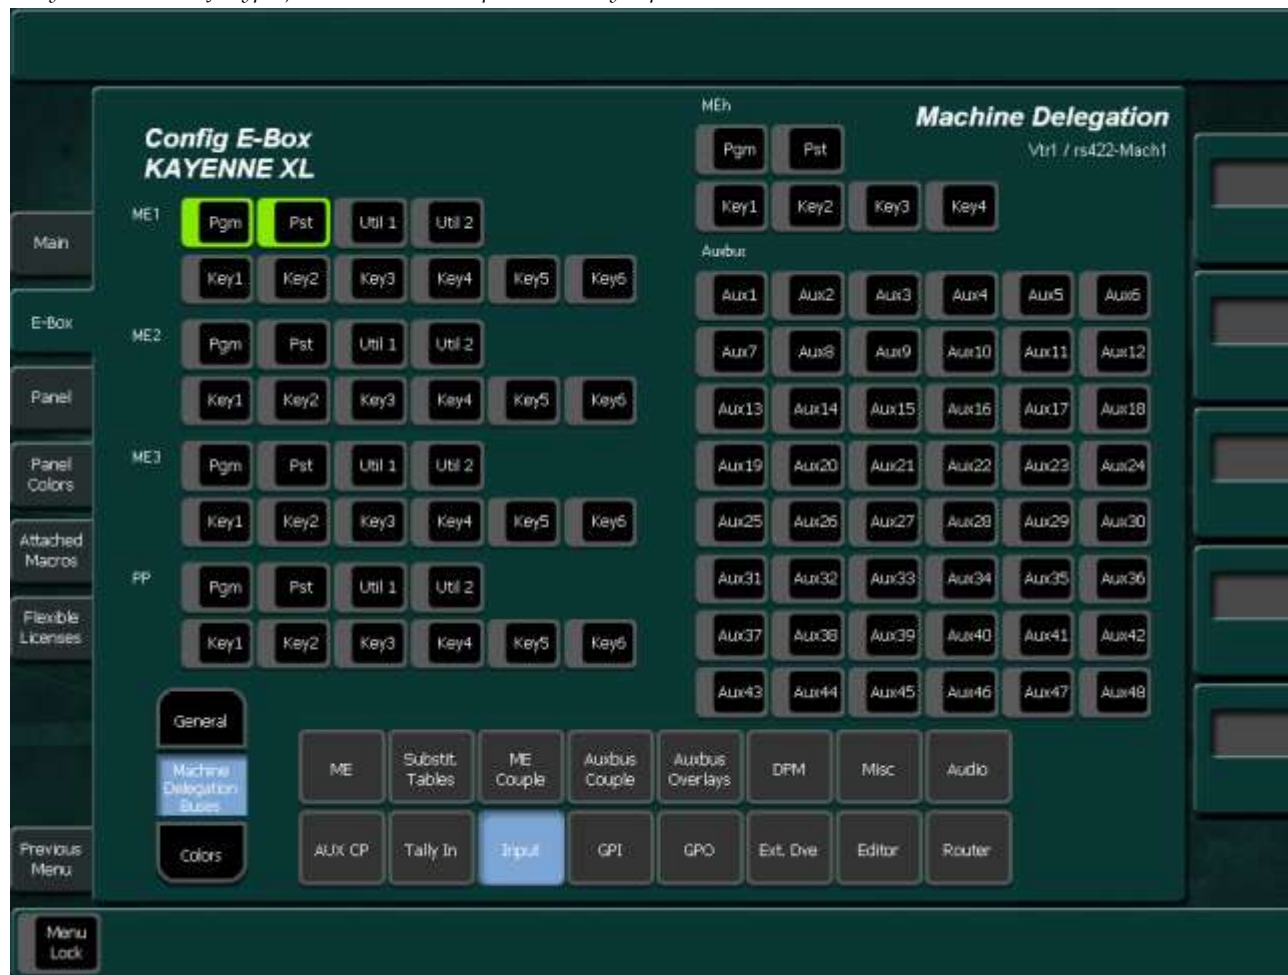 MEh
Machine Delegation
Config E-Box
KAYENNE XL
Pgm Pst
Vtr1 / rs422-Mach1
ME1 Pgm Pst Util 1 Util 2
Key1 Key2 Key3 Key4
Main
Auxbus
Key1 Key2 Key3 Key4 Key5 Key6
Aux1 Aux2 Aux3 Aux4 Aux5 Aux6
E-Box
ME2 Pgm Pst Util 1 Util 2
Aux7 Aux8 Aux9 Aux10 Aux11 Aux12
Panel
Key1 Key2 Key3 Key4 Key5 Key6
Aux13 Aux14 Aux15 Aux16 Aux17 Aux18
Panel
Colors
ME3 Pgm Pst Util 1 Util 2
Aux19 Aux20 Aux21 Aux22 Aux23 Aux24
Key1 Key2 Key3 Key4 Key5 Key6
Aux25 Aux26 Aux27 Aux28 Aux29 Aux30
Attached
Macros
PP Pgm Pst Util 1 Util 2
Aux31 Aux32 Aux33 Aux34 Aux35 Aux36
Flexible
Licenses
Key1 Key2 Key3 Key4 Key5 Key6
Aux37 Aux38 Aux39 Aux40 Aux41 Aux42
Aux43 Aux44 Aux45 Aux46 Aux47 Aux48
General
Machine
Delegation
Buses
Colors
ME
Substit.
Tables
ME
Couple
Auxbus
Couple
Auxbus
Overlays
DPM
Misc
Audio
AUX CP
Tally In
Input
GPI
GPO
Ext. Dve
Editor
Router
Previous
Menu
Menu
Lock